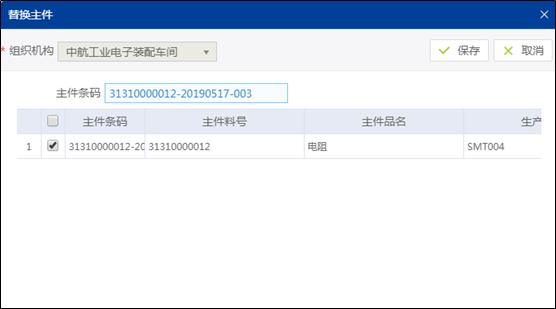 替换主件
* 组织机构 中航工业电子装配车间 保存 取消
主件条码 31310000012-20190517-003
主件条码 主件料号 主件品名 生产
1 31310000012-20 31310000012 电阻 SMT004